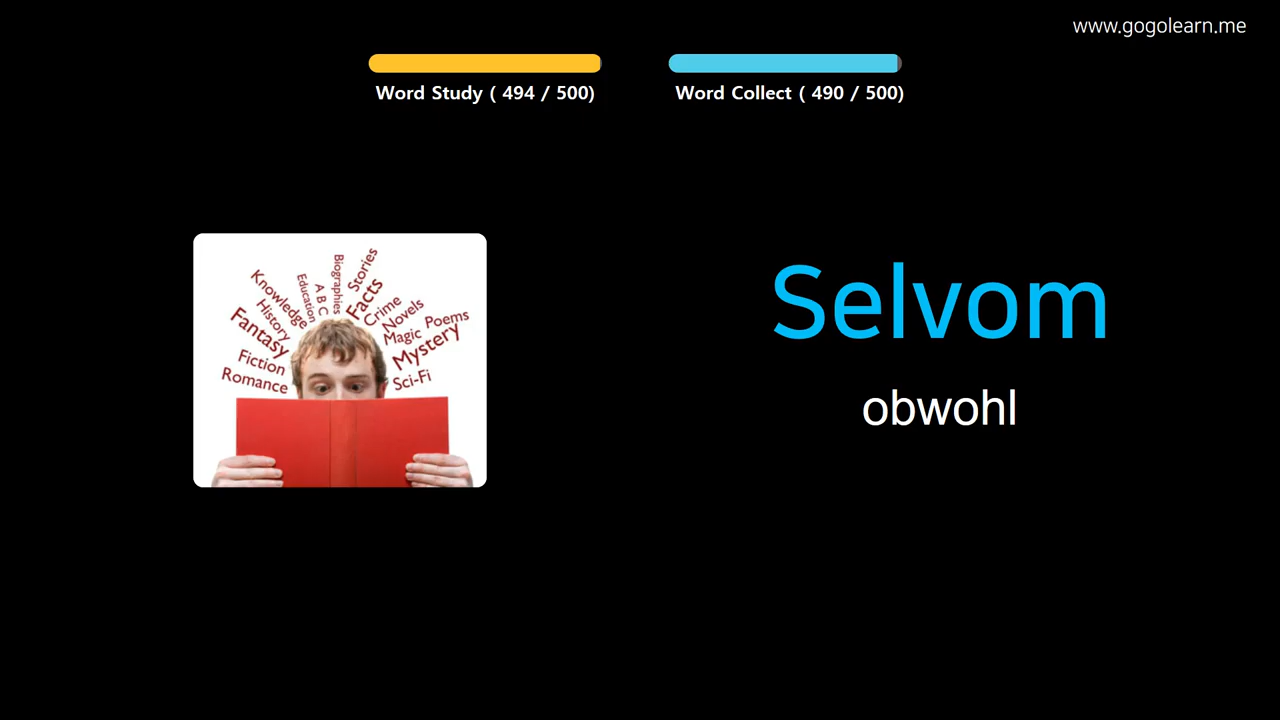 www.gogolearn.me
Word Study ( 494 / 500)
Word Collect ( 490 / 500)
Selvom
obwohl
Knowledge
History
Fantasy
Fiction
Romance
Education
A B C
Biographies
Stories
Facts
Crime
Novels
Magic
Poems
Mystery
Sci-Fi